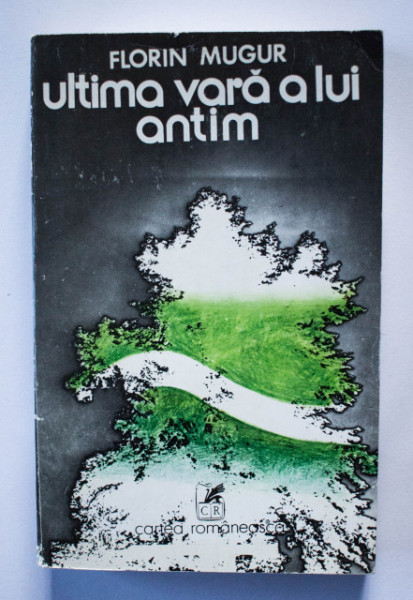 FLORIN MUGUR
ultima vară a lui
antim
CR
cartea românească